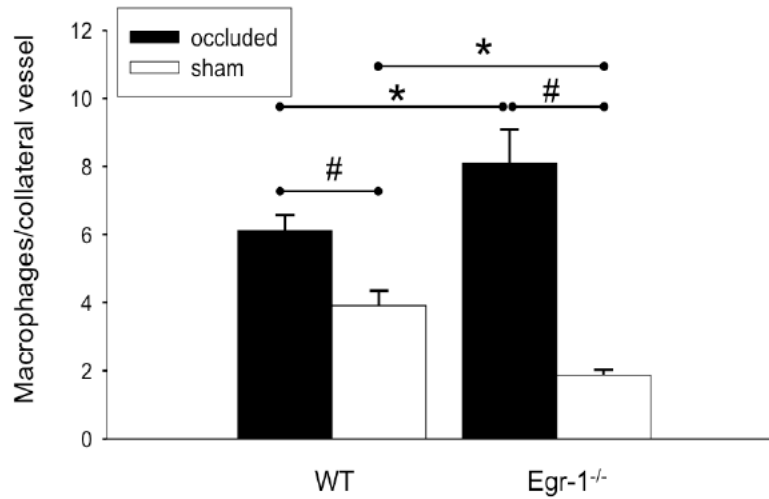 Macrophages/collateral vessel
12
10
8
6
4
2
0
occluded
sham
*
*
#
#
WT
Egr-1⁻/⁻